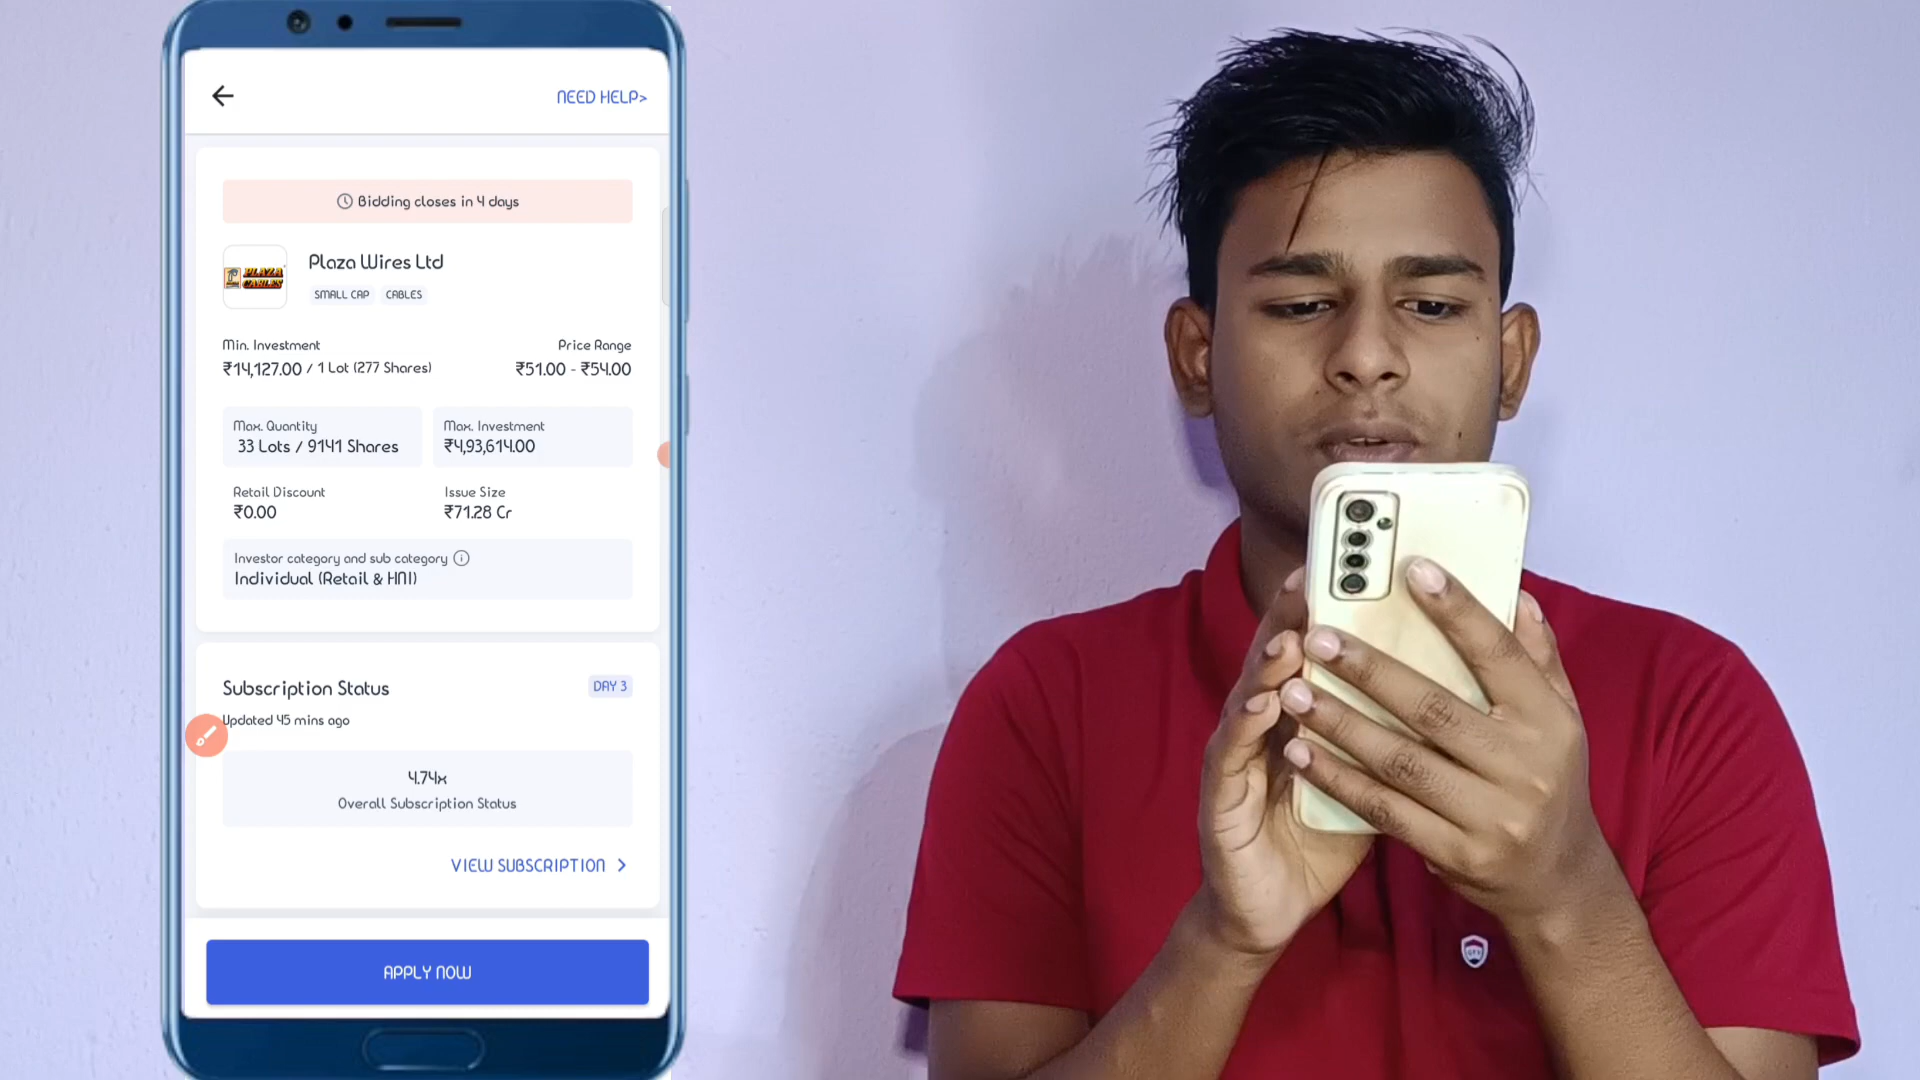 NEED HELP>
Bidding closes in 4 days
PLAZA
CABLES
Plaza Wires Ltd
SMALL CAP CABLES
Min. Investment Price Range
₹14,127.00 / 1 Lot (277 Shares) ₹51.00 - ₹54.00
Max. Quantity Max. Investment
33 Lots / 9141 Shares ₹4,93,614.00
Retail Discount Issue Size
₹0.00 ₹71.28 Cr
Investor category and sub category
Individual (Retail & HNI)
Subscription Status DAY 3
Updated 45 mins ago
4.74x
Overall Subscription Status
VIEW SUBSCRIPTION >
APPLY NOW